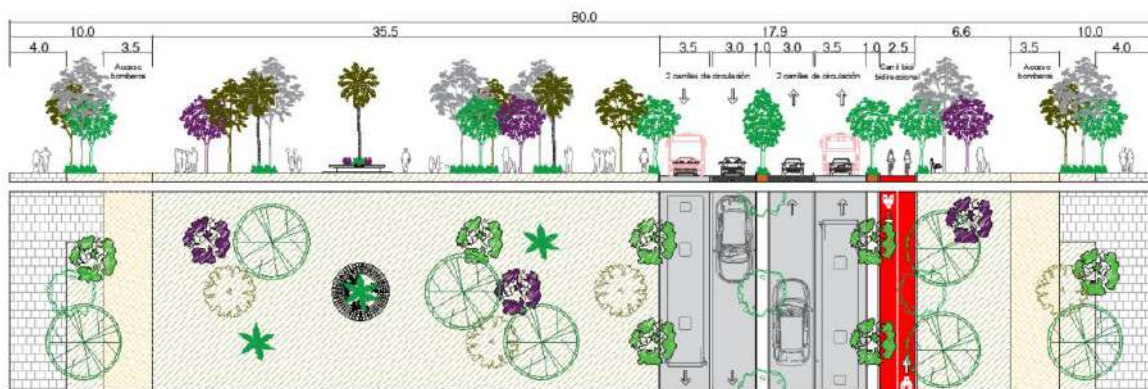 80.0
10.0 35.5 17.9 6.6 10.0
4.0 3.5 3.5 3.0 1.0 3.0 3.5 1.0 2.5 3.5 4.0
Acceso bomberos
2 carriles de circulación
2 carriles de circulación
Carril bici bidireccional
Acceso bomberos